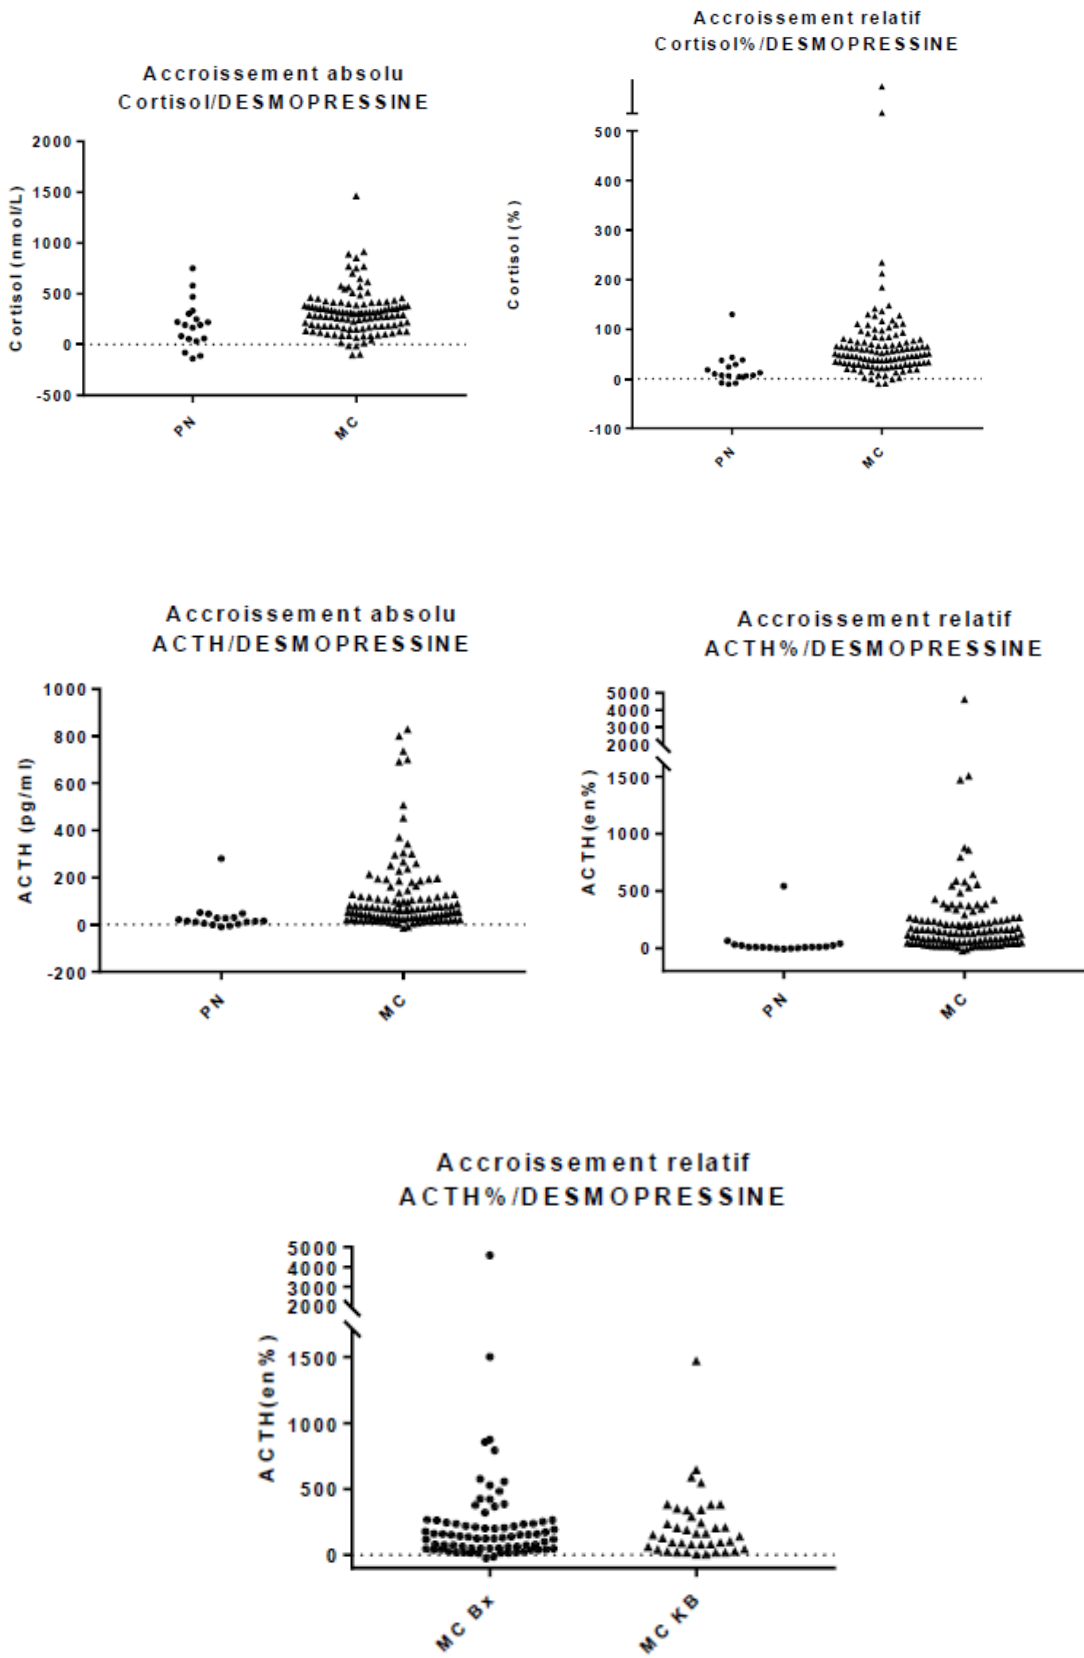 Accroissement absolu
Cortisol/DESMOPRESSINE
Cortisol (nmol/L)
2000
1500
1000
500
0
-500
PN
MC
Accroissement relatif
Cortisol%/DESMOPRESSINE
Cortisol (%)
500
400
300
200
100
0
-100
PN
MC
Accroissement absolu
ACTH/DESMOPRESSINE
ACTH (pg/ml)
1000
800
600
400
200
0
-200
PN
MC
Accroissement relatif
ACTH%/DESMOPRESSINE
ACTH(en%)
5000
4000
3000
2000
1500
1000
500
0
PN
MC
Accroissement relatif
ACTH%/DESMOPRESSINE
ACTH(en%)
5000
4000
3000
2000
1500
1000
500
0
MC Bx
MC KB